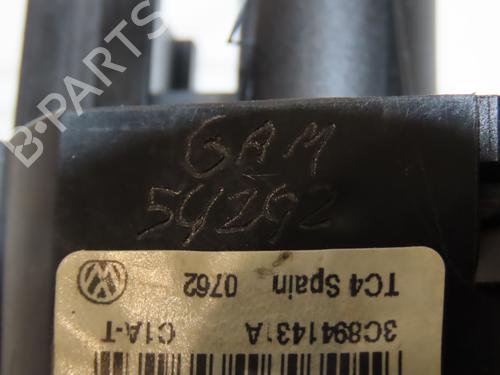 GAM
54292
TC4 Spain 0762
3C8941431A C1A-T
B-Parts